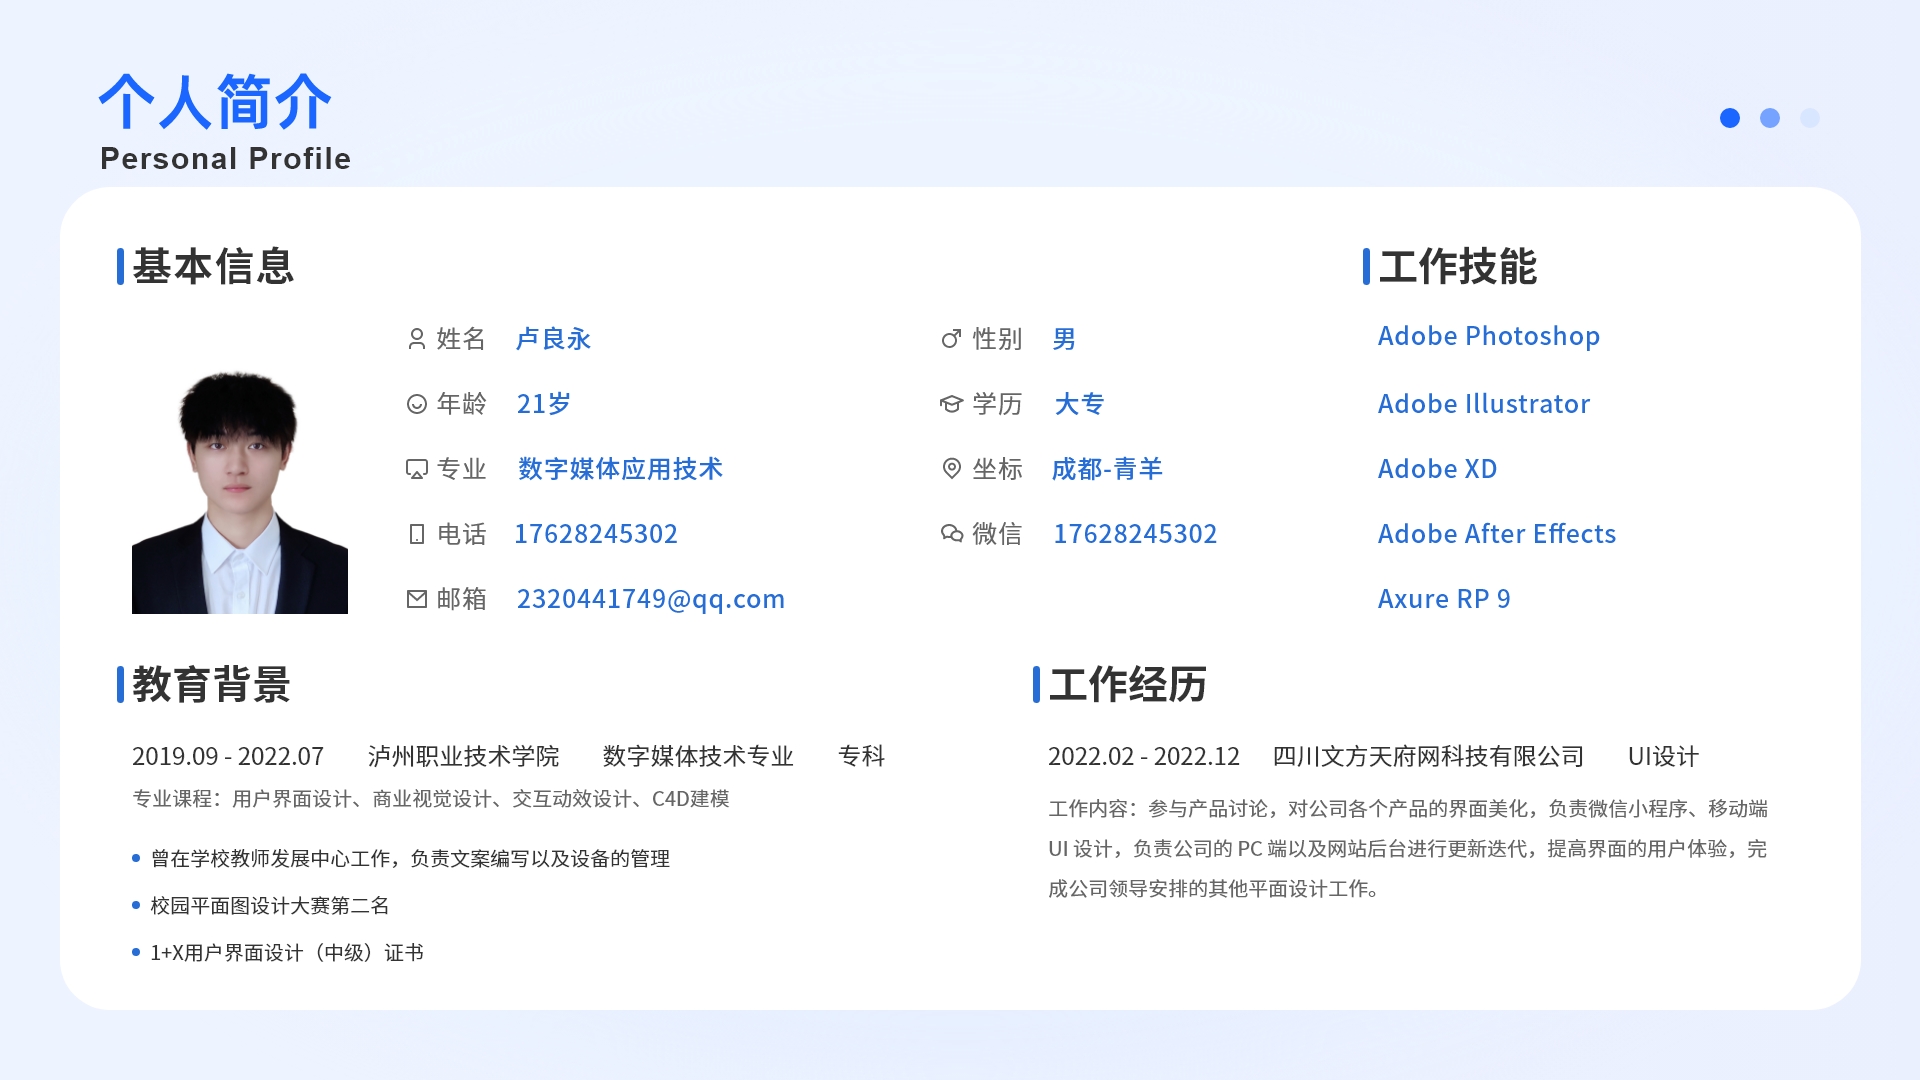 个人简介
Personal Profile
基本信息
姓名 卢良永
性别 男
年龄 21岁
学历 大专
专业 数字媒体应用技术
坐标 成都-青羊
电话 17628245302
微信 17628245302
邮箱 2320441749@qq.com
工作技能
Adobe Photoshop
Adobe Illustrator
Adobe XD
Adobe After Effects
Axure RP 9
教育背景
2019.09 - 2022.07 泸州职业技术学院 数字媒体技术专业 专科
专业课程：用户界面设计、商业视觉设计、交互动效设计、C4D建模
曾在学校教师发展中心工作，负责文案编写以及设备的管理
校园平面图设计大赛第二名
1+X用户界面设计（中级）证书
工作经历
2022.02 - 2022.12 四川文方天府网科技有限公司 UI设计
工作内容：参与产品讨论，对公司各个产品的界面美化，负责微信小程序、移动端
UI 设计，负责公司的 PC 端以及网站后台进行更新迭代，提高界面的用户体验，完
成公司领导安排的其他平面设计工作。